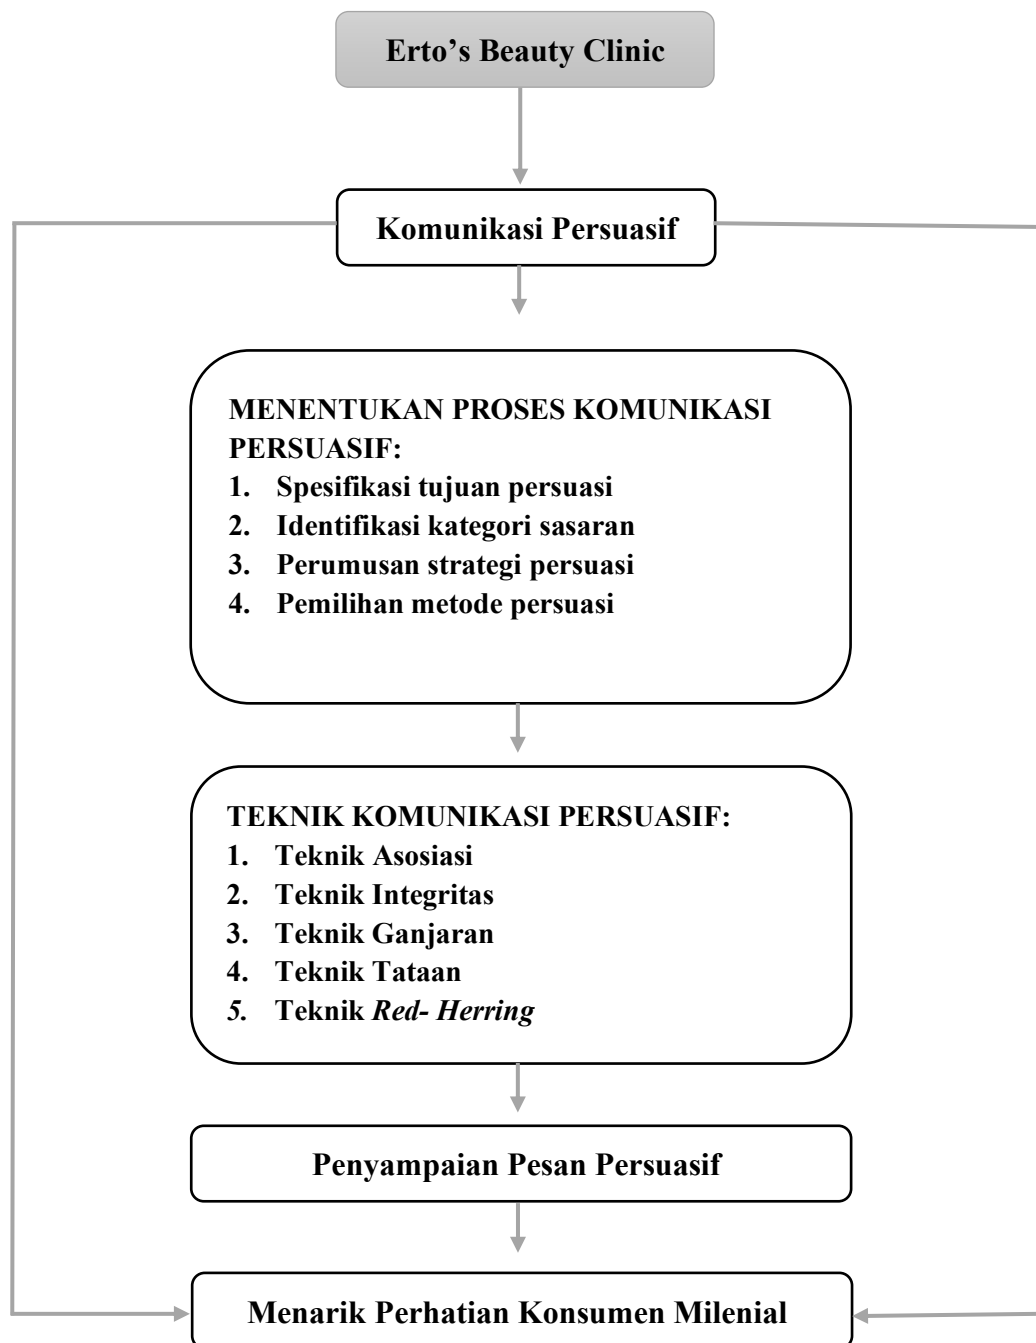 Erto’s Beauty Clinic
Komunikasi Persuasif
MENENTUKAN PROSES KOMUNIKASI
PERSUASIF:
1. Spesifikasi tujuan persuasi
2. Identifikasi kategori sasaran
3. Perumusan strategi persuasi
4. Pemilihan metode persuasi
TEKNIK KOMUNIKASI PERSUASIF:
1. Teknik Asosiasi
2. Teknik Integritas
3. Teknik Ganjaran
4. Teknik Tataan
5. Teknik Red- Herring
Penyampaian Pesan Persuasif
Menarik Perhatian Konsumen Milenial